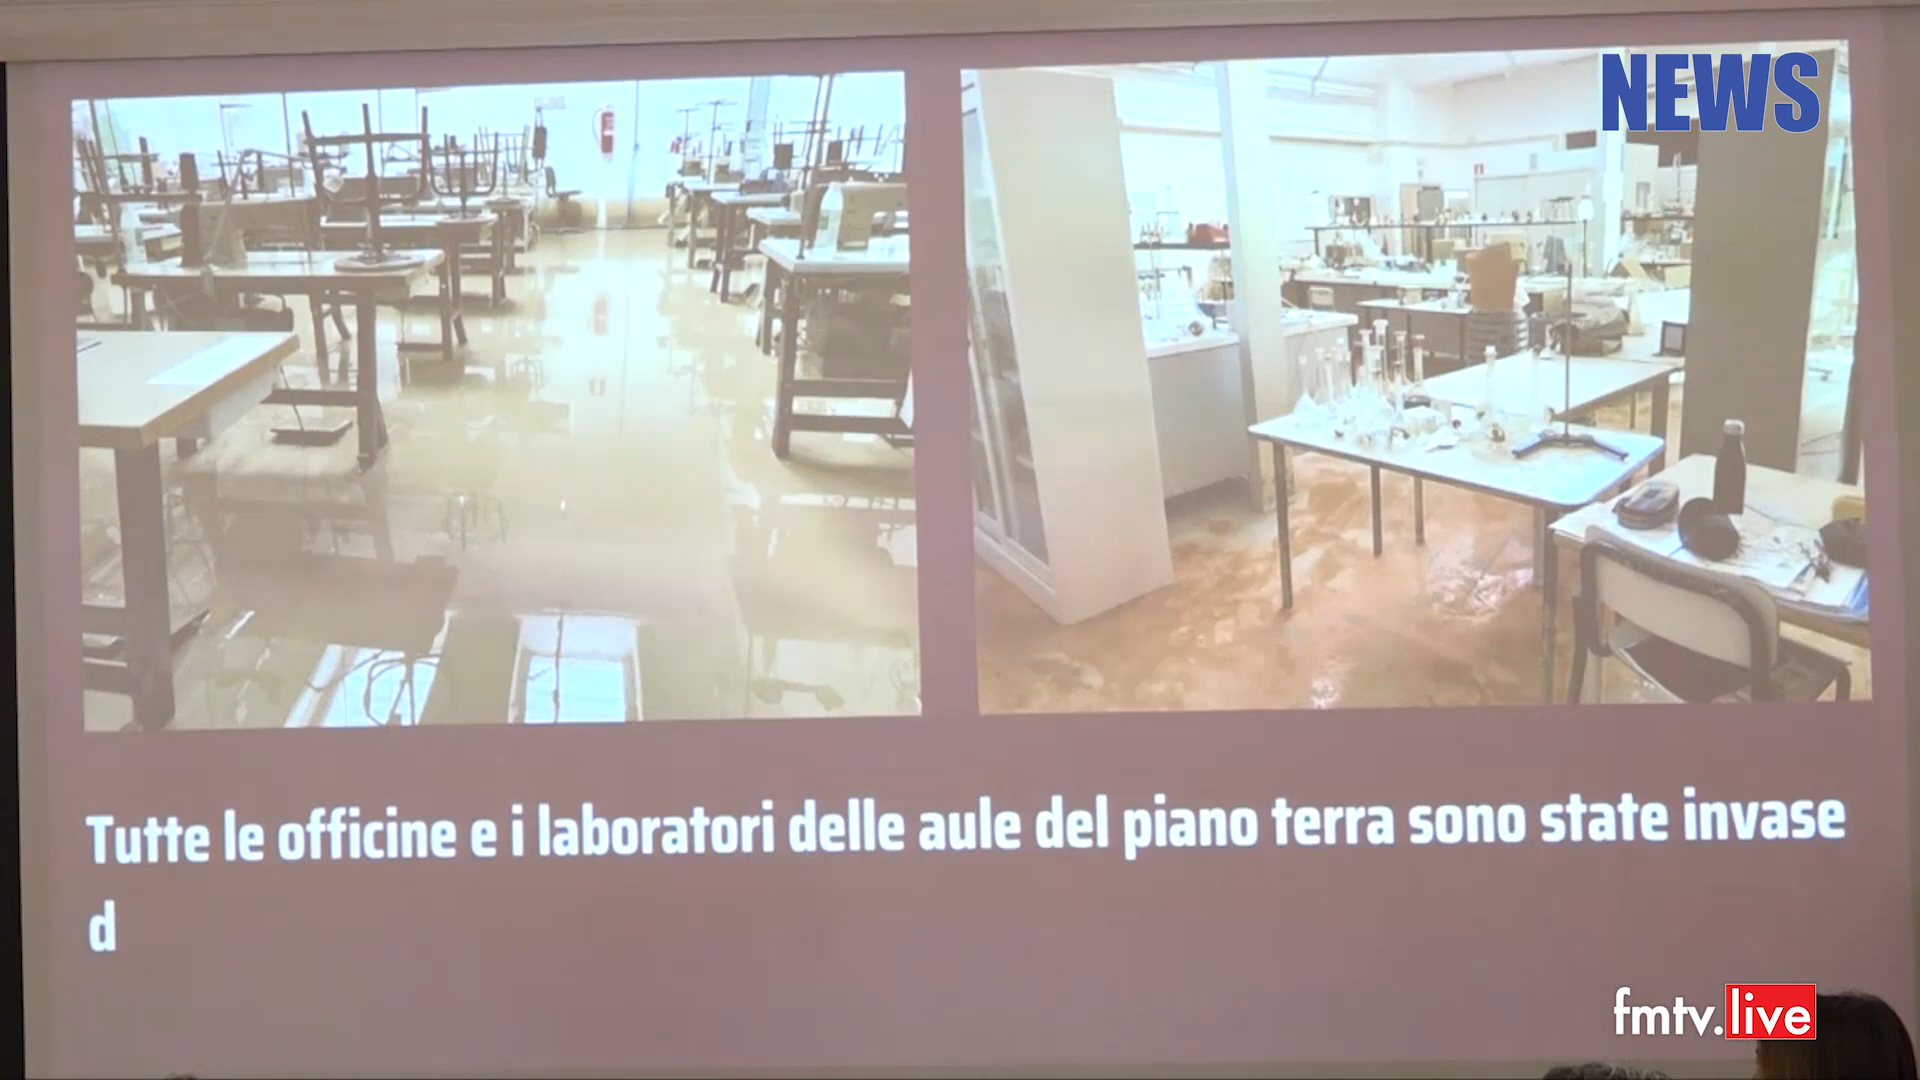 NEWS
Tutte le officine e i laboratori delle aule del piano terra sono state invase
d
fmtv.live